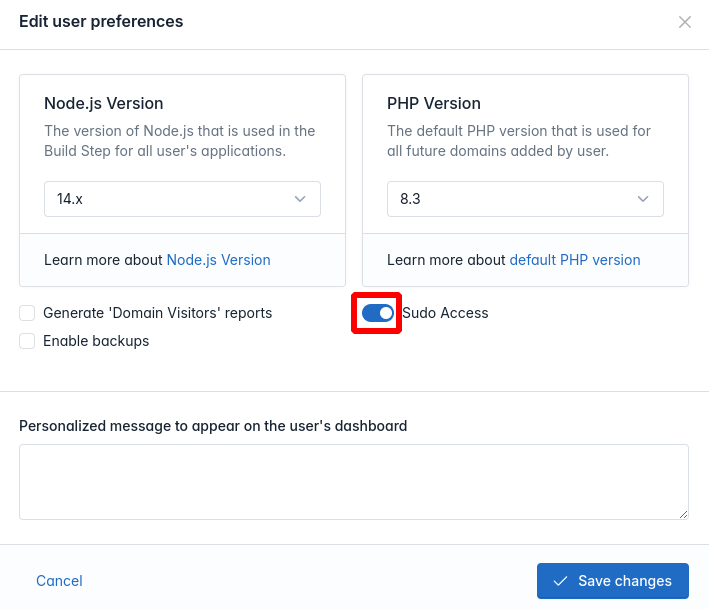 Edit user preferences
Node.js Version
The version of Node.js that is used in the
Build Step for all user's applications.
14.x
Learn more about Node.js Version
PHP Version
The default PHP version that is used for
all future domains added by user.
8.3
Learn more about default PHP version
Generate 'Domain Visitors' reports
Sudo Access
Enable backups
Personalized message to appear on the user's dashboard
Cancel
Save changes